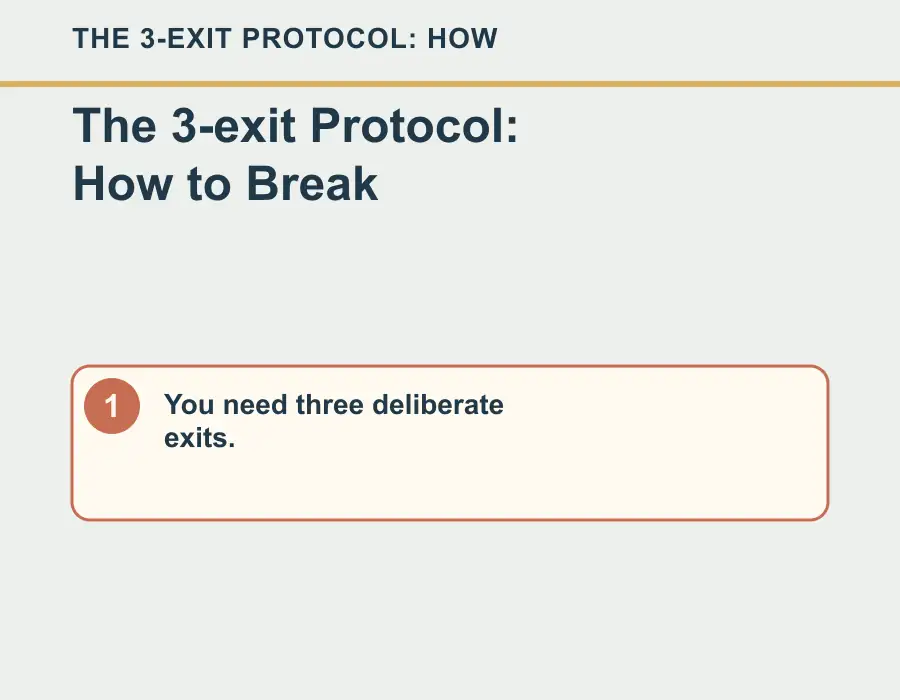 THE 3-EXIT PROTOCOL: HOW
The 3-exit Protocol:
How to Break
1
You need three deliberate
exits.